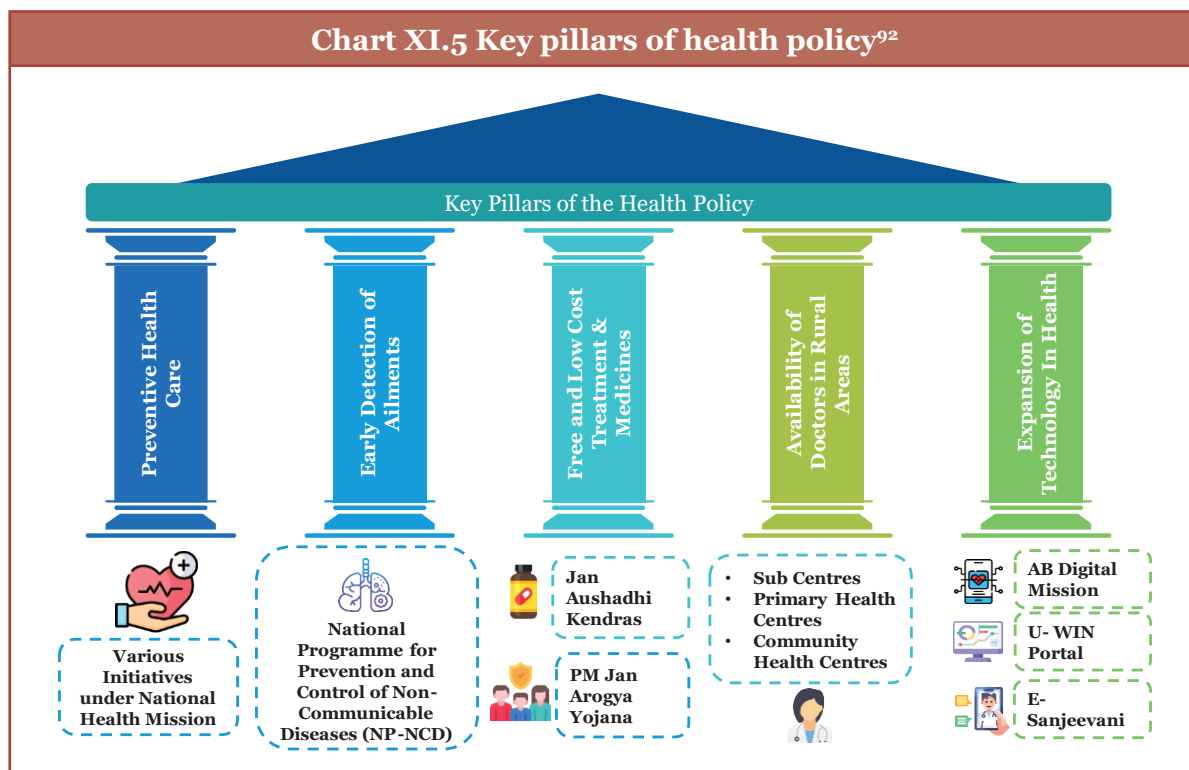 Chart XI.5 Key pillars of health policy⁹²
Key Pillars of the Health Policy
Preventive Health
Care
Early Detection of
Ailments
Free and Low Cost
Treatment &
Medicines
Availability of
Doctors in Rural
Areas
Expansion of
Technology In Health
Various
Initiatives
under National
Health Mission
National
Programme for
Prevention and
Control of Non-
Communicable
Diseases (NP-NCD)
Jan
Aushadhi
Kendras
PM Jan
Arogya
Yojana
• Sub Centres
• Primary Health
Centres
• Community
Health Centres
AB Digital
Mission
U- WIN
Portal
E-
Sanjeevani